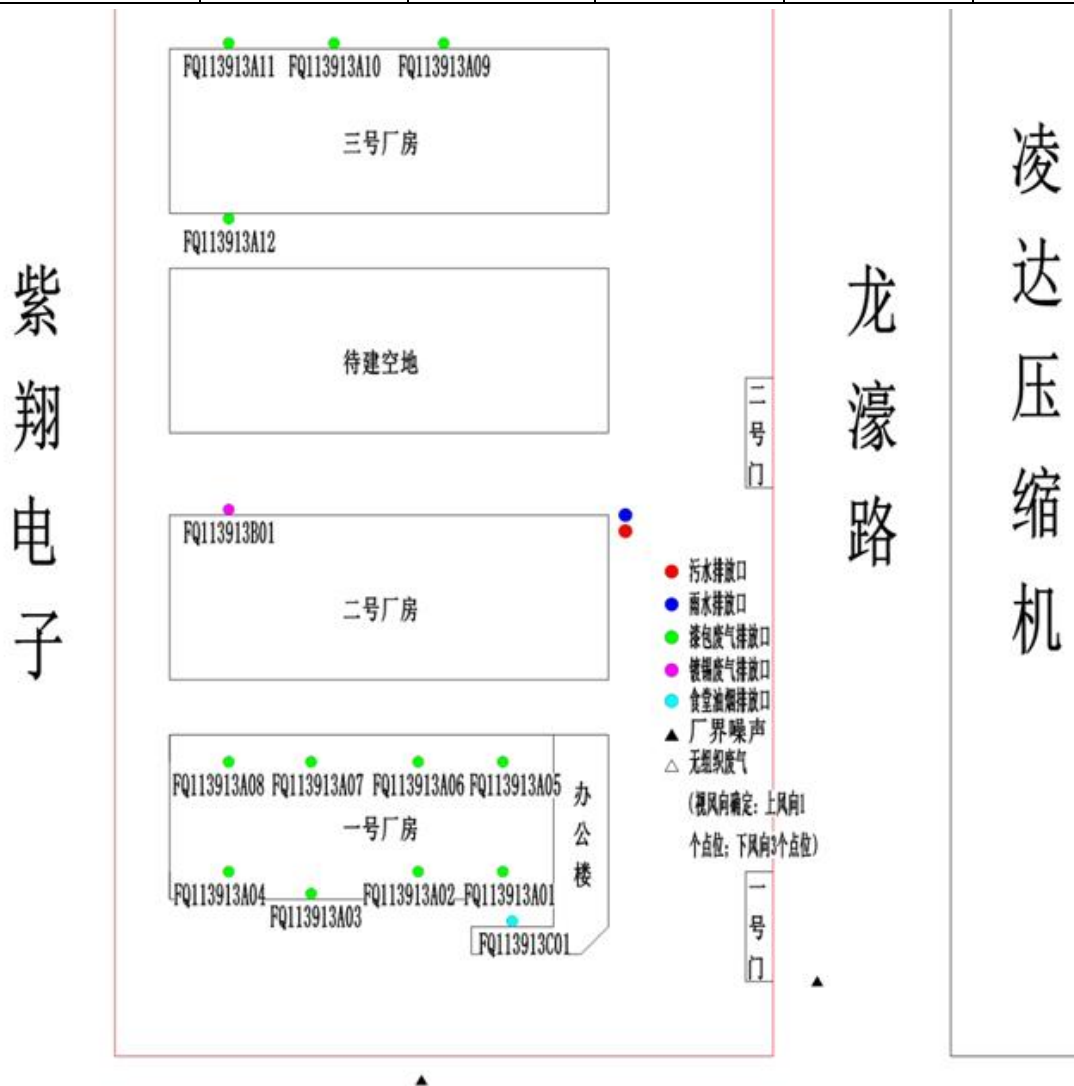 FQ113913A11 FQ113913A10 FQ113913A09
三号厂房
FQ113913A12
待建空地
FQ113913B01
二号厂房
FQ113913A08 FQ113913A07 FQ113913A06 FQ113913A05
一号厂房
FQ113913A04 FQ113913A03 FQ113913A02 FQ113913A01
FQ113913C01
办公楼
紫翔电子
二号门
一号门
污水排放口
雨水排放口
漆包废气排放口
镀锡废气排放口
食堂油烟排放口
厂界噪声
无组织废气
(视风向确定：上风向1
个点位；下风向3个点位)
龙濠路
凌达压缩机